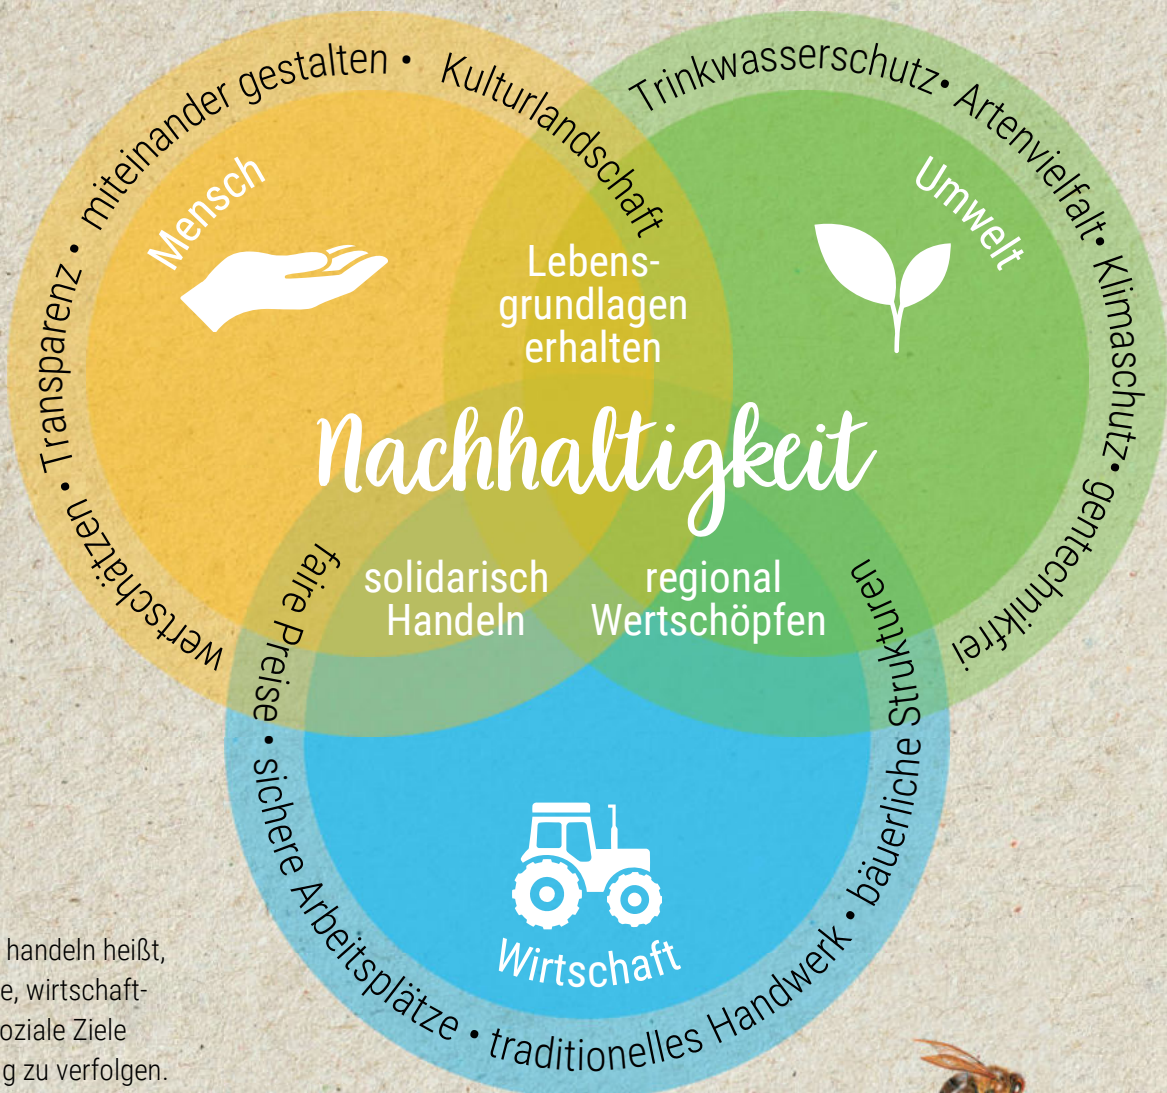 wertschätzen • Transparenz • miteinander gestalten • Kulturlandschaft
Trinkwasserschutz • Artenvielfalt • Klimaschutz • gentechnikfrei
Mensch
Umwelt
Lebens-
grundlagen
erhalten
Nachhaltigkeit
solidarisch
Handeln
regional
Wertschöpfen
faire Preise • sichere Arbeitsplätze • traditionelles Handwerk • bäuerliche Strukturen
Wirtschaft
handeln heißt,
e, wirtschaft-
oziale Ziele
g zu verfolgen.